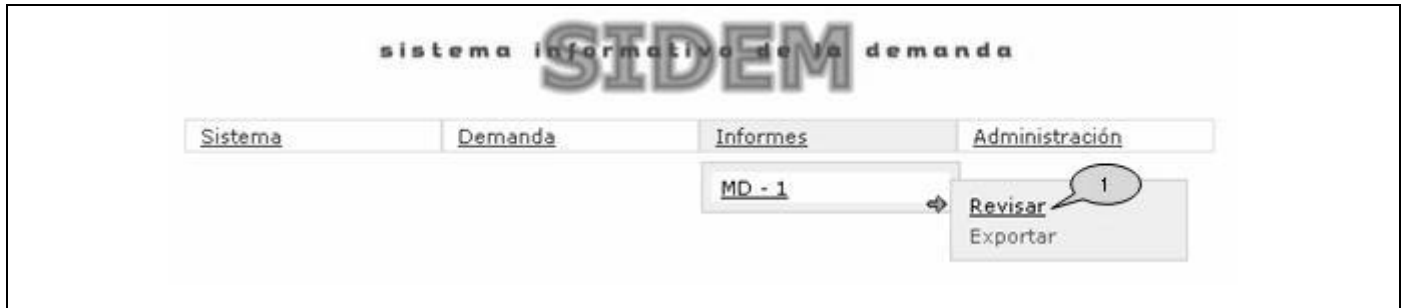 sistema informativo de la demanda
SIDEM
Sistema Demanda Informes Administración
MD - 1
1
Revisar
Exportar